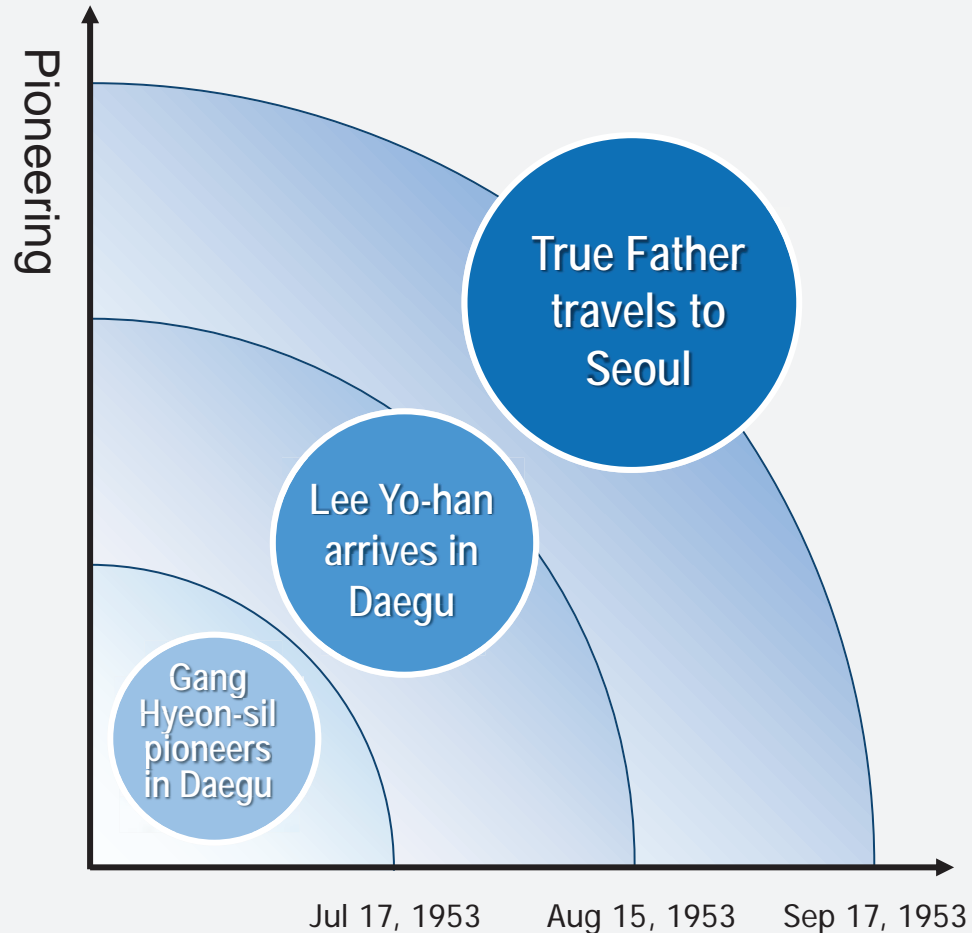 Pioneering
True Father
travels to
Seoul
Lee Yo-han
arrives in
Daegu
Gang
Hyeon-sil
pioneers
in Daegu
Jul 17, 1953
Aug 15, 1953
Sep 17, 1953